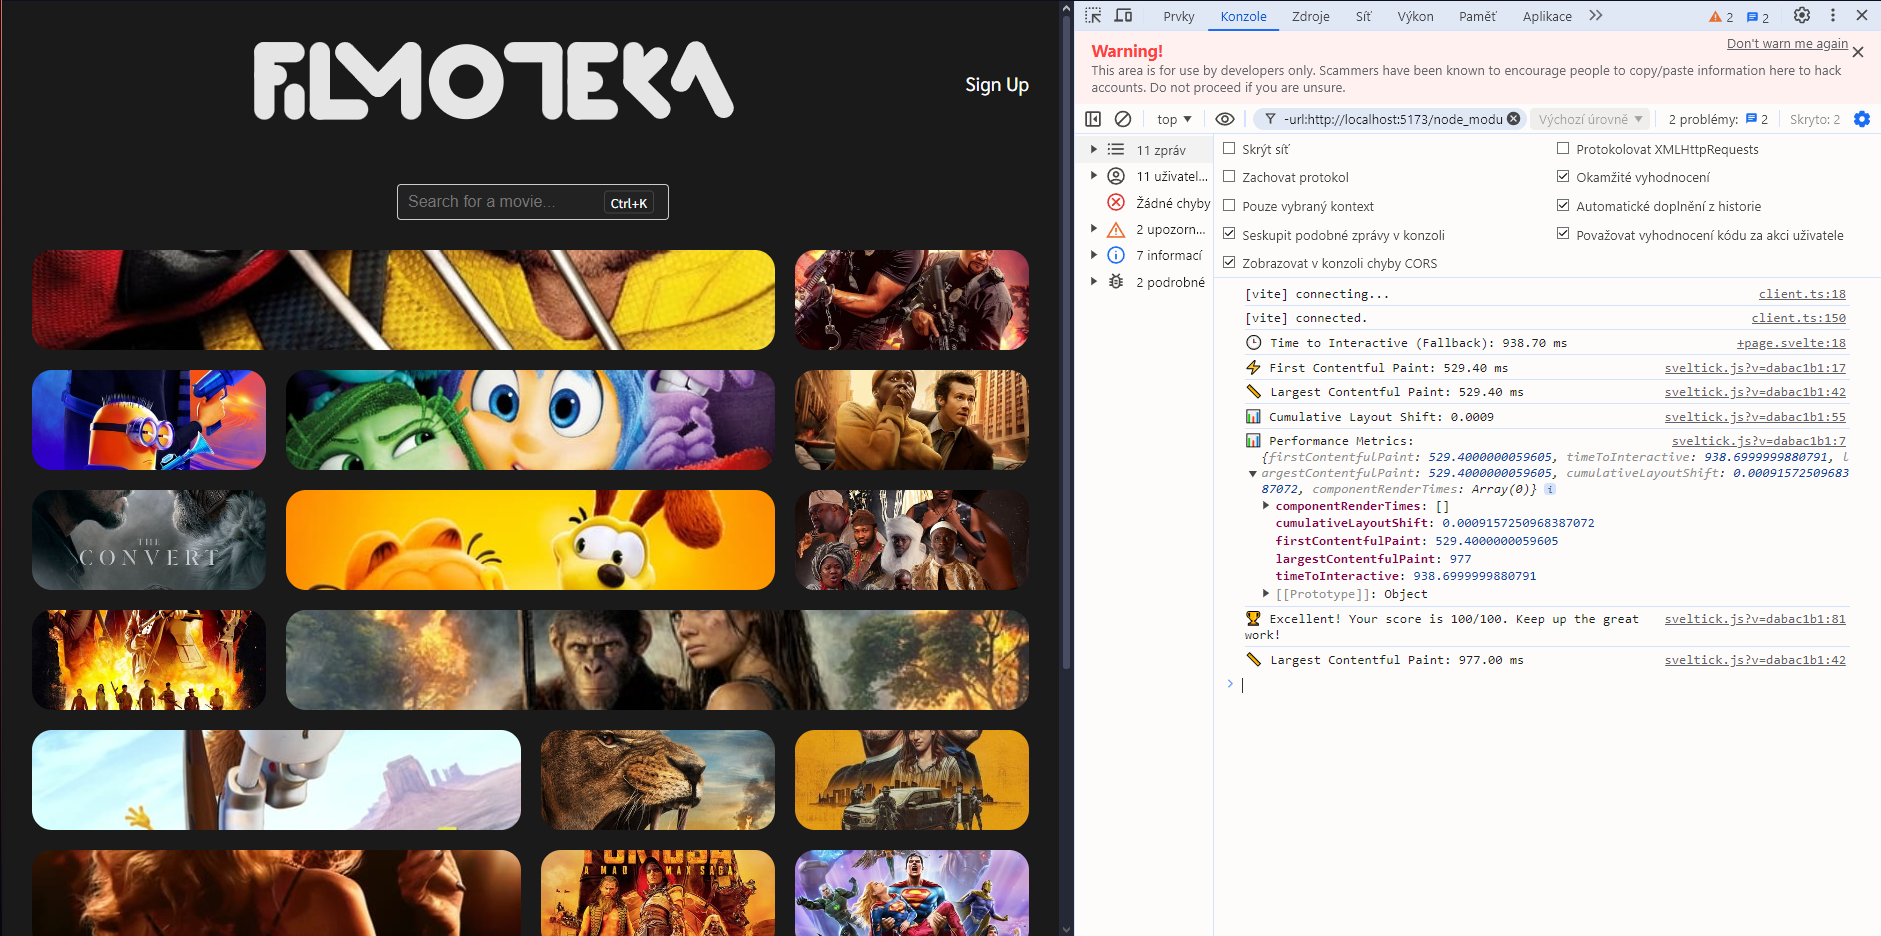 FILMOTEKA
Sign Up
Search for a movie...
Ctrl+K
THE
CONVERT
FURIOSA
A MAD MAX SAGA
Prvky
Konzole
Zdroje
Síť
Výkon
Paměť
Aplikace
2
2
Warning!
Don't warn me again
This area is for use by developers only. Scammers have been known to encourage people to copy/paste information here to hack
accounts. Do not proceed if you are unsure.
top
-url:http://localhost:5173/node_modu
Výchozí úrovně
2 problémy:
2
Skryto: 2
11 zpráv
11 uživatel...
Žádné chyby
2 upozorn...
7 informací
2 podrobné
Skrýt síť
Protokolovat XMLHttpRequests
Zachovat protokol
Okamžité vyhodnocení
Pouze vybraný kontext
Automatické doplnění z historie
Seskupit podobné zprávy v konzoli
Považovat vyhodnocení kódu za akci uživatele
Zobrazovat v konzoli chyby CORS
[vite] connecting... client.ts:18
[vite] connected. client.ts:150
Time to Interactive (Fallback): 938.70 ms +page.svelte:18
First Contentful Paint: 529.40 ms sveltick.js?v=dabac1b1:17
Largest Contentful Paint: 529.40 ms sveltick.js?v=dabac1b1:42
Cumulative Layout Shift: 0.0009 sveltick.js?v=dabac1b1:55
Performance Metrics: sveltick.js?v=dabac1b1:7
{firstContentfulPaint: 529.4000000059605, timeToInteractive: 938.6999999880791, l
argestContentfulPaint: 529.4000000059605, cumulativeLayoutShift: 0.00091572509683
87072, componentRenderTimes: Array(0)} i
componentRenderTimes: []
cumulativeLayoutShift: 0.0009157250968387072
firstContentfulPaint: 529.4000000059605
largestContentfulPaint: 977
timeToInteractive: 938.6999999880791
[[Prototype]]: Object
Excellent! Your score is 100/100. Keep up the great sveltick.js?v=dabac1b1:81
work!
Largest Contentful Paint: 977.00 ms sveltick.js?v=dabac1b1:42